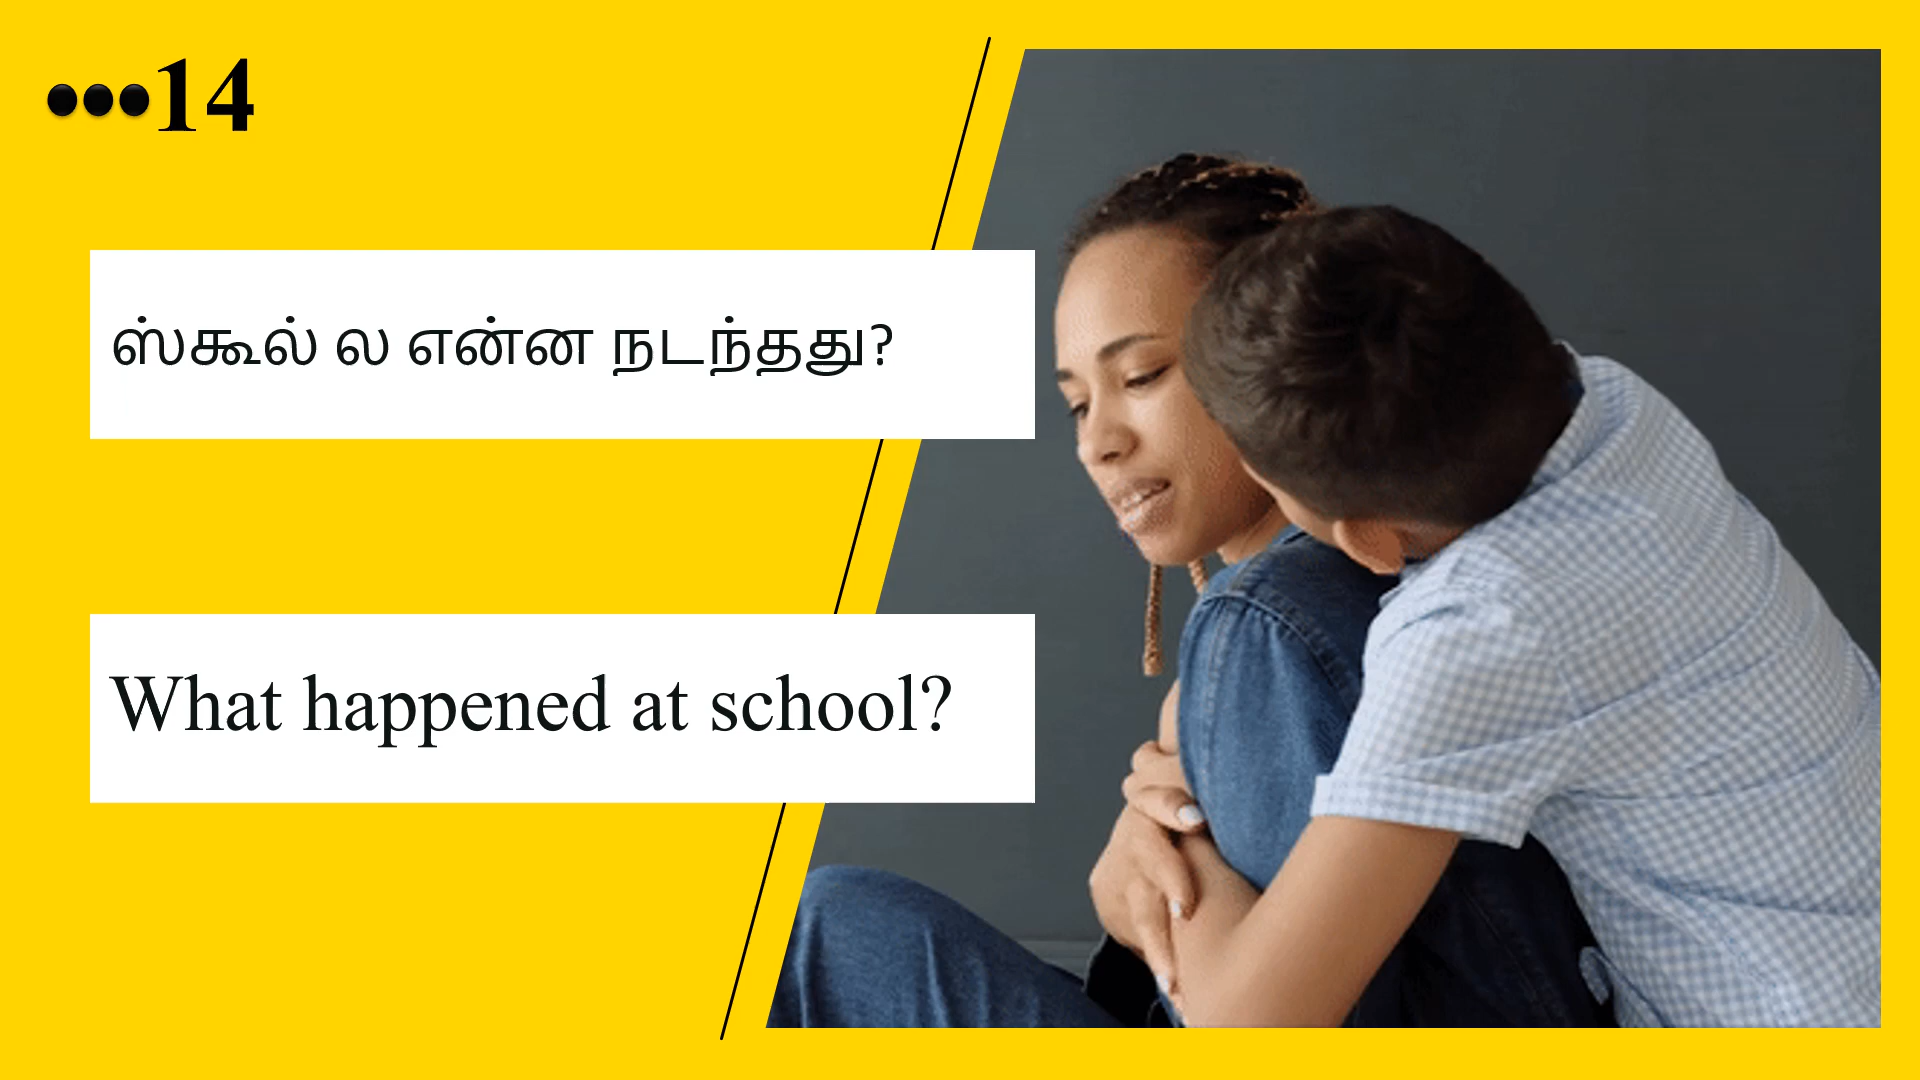 •••14
ஸ்கூல் ல என்ன நடந்தது?
What happened at school?